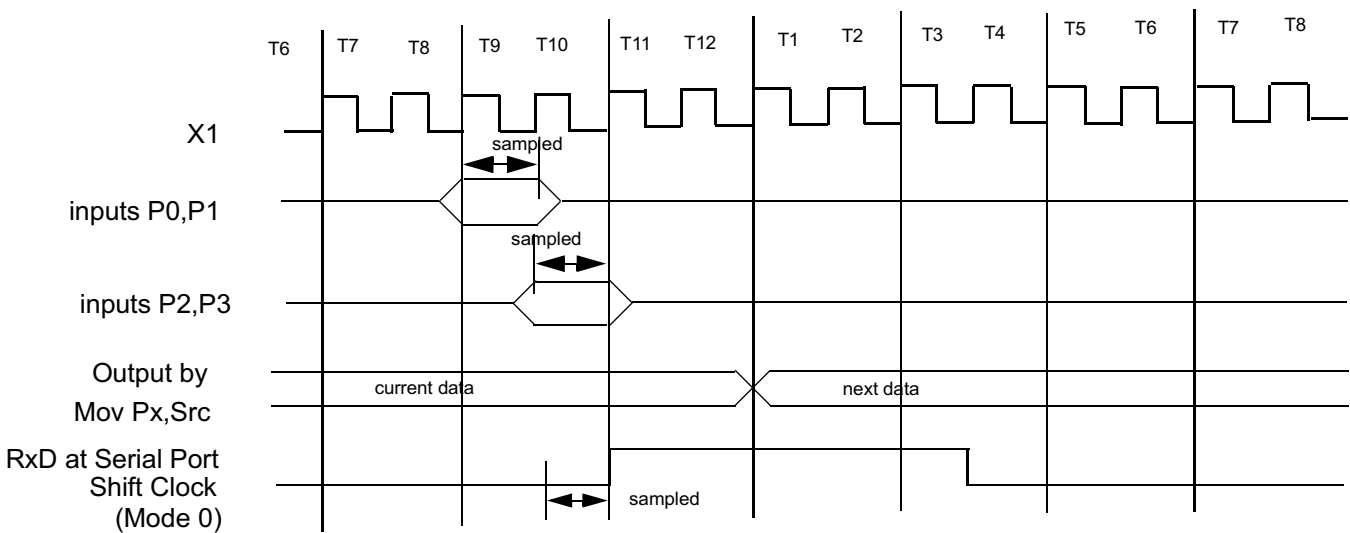 T6 T7 T8 T9 T10 T11 T12 T1 T2 T3 T4 T5 T6 T7 T8
X1
sampled
inputs P0,P1
sampled
inputs P2,P3
Output by
current data
next data
Mov Px,Src
RxD at Serial Port
Shift Clock
sampled
(Mode 0)